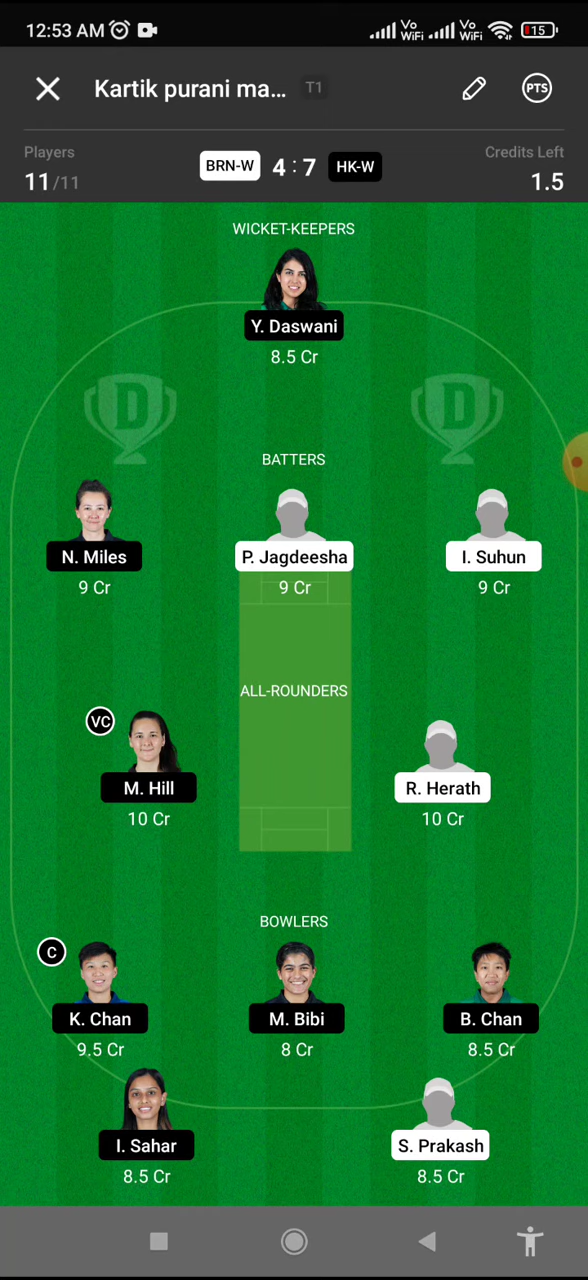 12:53 AM Vo WiFi Vo WiFi 15
Kartik purani ma... T1 PTS
Players Credits Left
11/11 BRN-W 4 : 7 HK-W 1.5
WICKET-KEEPERS
Y. Daswani
8.5 Cr
D D
BATTERS
N. Miles P. Jagdeesha I. Suhun
9 Cr 9 Cr 9 Cr
ALL-ROUNDERS
VC
M. Hill R. Herath
10 Cr 10 Cr
BOWLERS
C
K. Chan M. Bibi B. Chan
9.5 Cr 8 Cr 8.5 Cr
I. Sahar S. Prakash
8.5 Cr 8.5 Cr